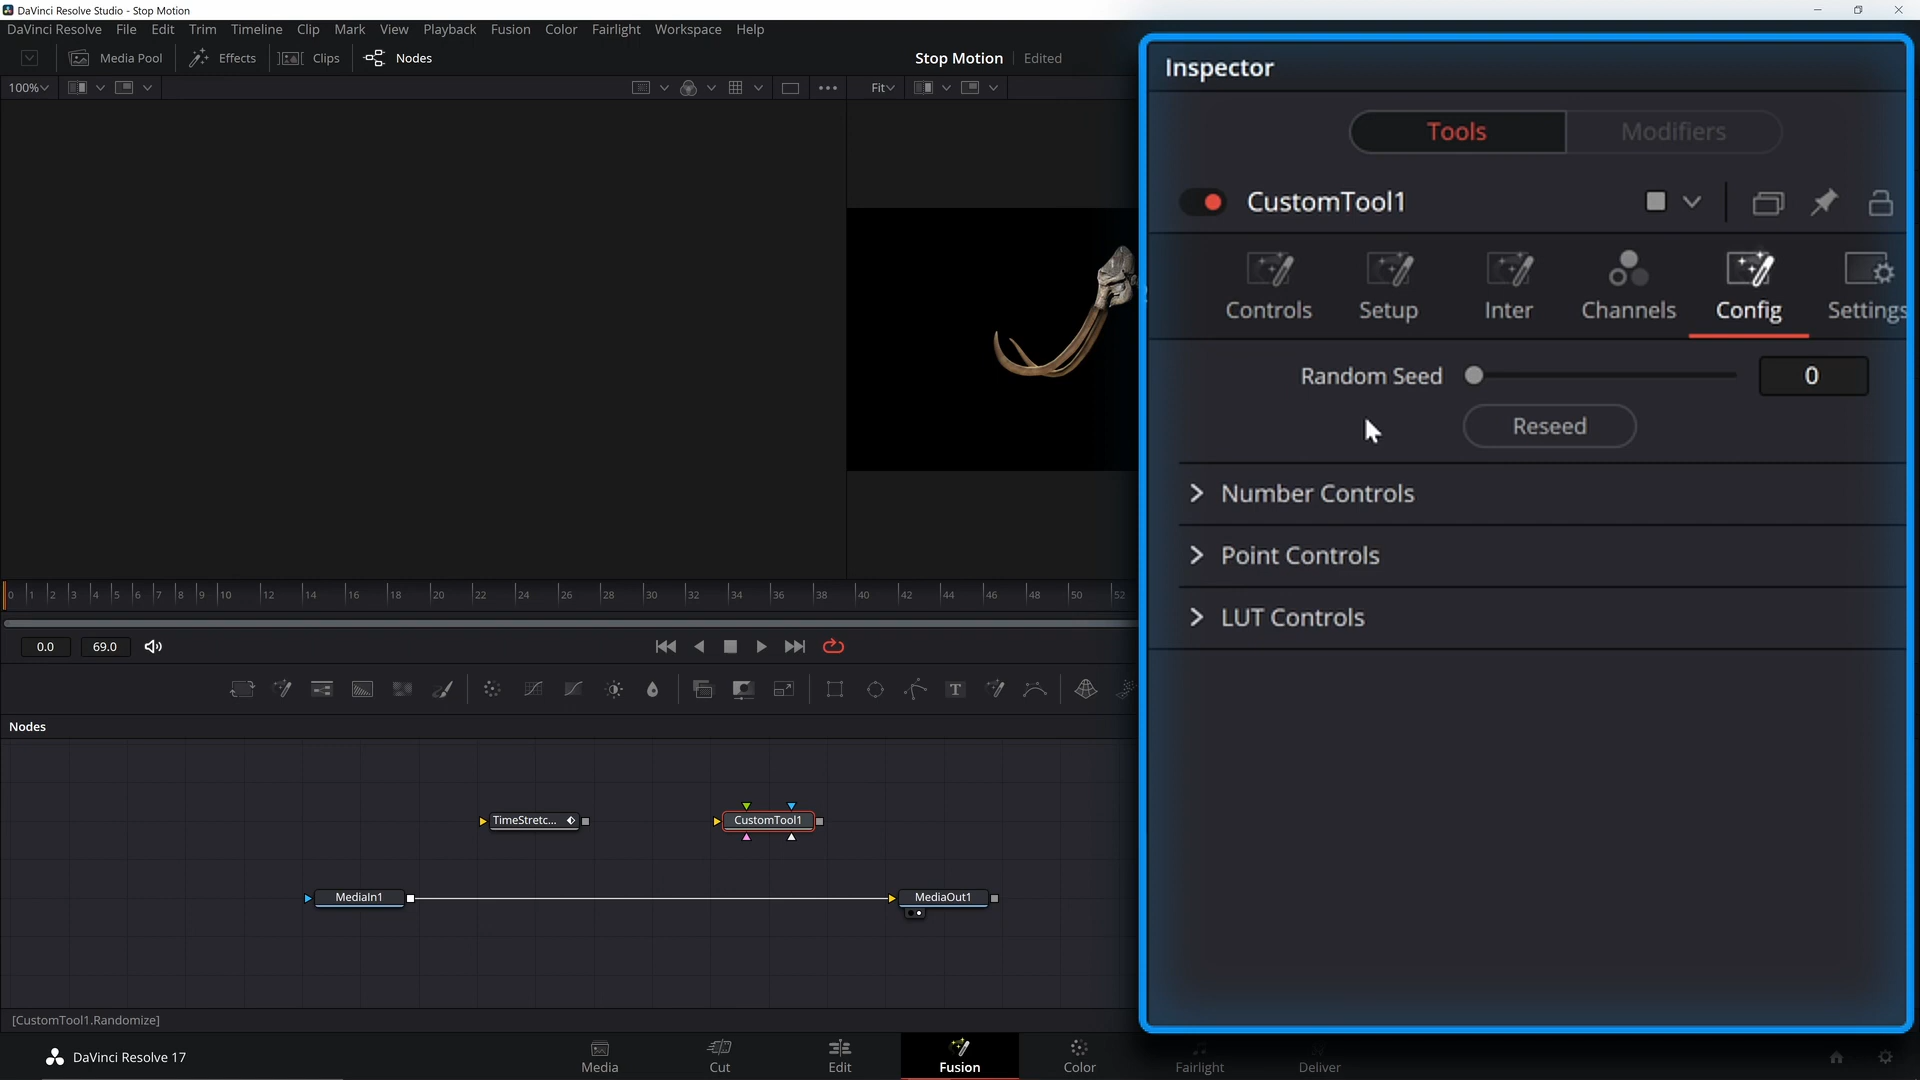 DaVinci Resolve Studio - Stop Motion
DaVinci Resolve File Edit Trim Timeline Clip Mark View Playback Fusion Color Fairlight Workspace Help
Media Pool Effects Clips Nodes
Stop Motion Edited
100%
Fit
0 1 2 3 4 5 6 7 8 9 10 12 14 16 18 20 22 24 26 28 30 32 34 36 38 40 42 44 46 48 50 52
0.0 69.0
Nodes
TimeStretc... CustomTool1
MediaIn1 MediaOut1
[CustomTool1.Randomize]
DaVinci Resolve 17
Media Cut Edit Fusion Color Fairlight Deliver
Inspector
Tools Modifiers
CustomTool1
Controls Setup Inter Channels Config Settings
Random Seed 0
Reseed
Number Controls
Point Controls
LUT Controls